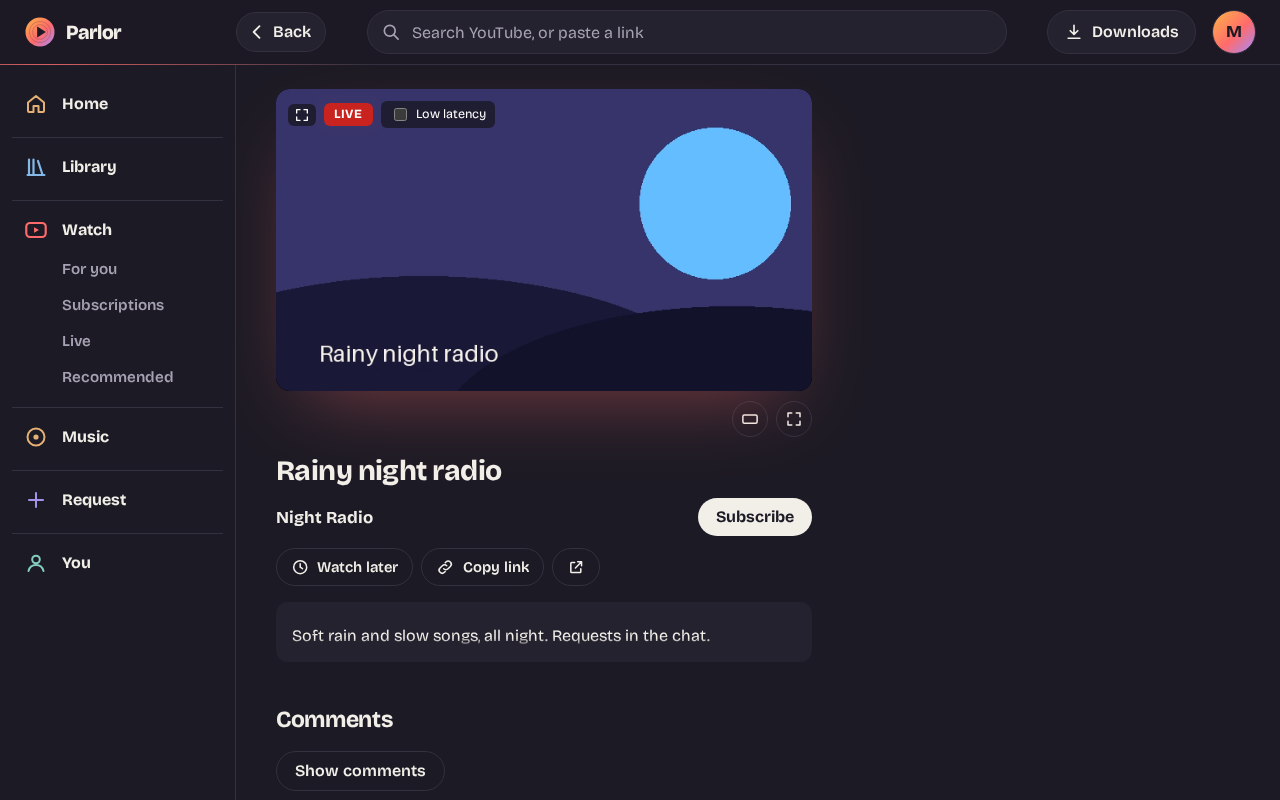 Parlor
Back
Search YouTube, or paste a link
Downloads
M
Home
Library
Watch
For you
Subscriptions
Live
Recommended
Music
Request
You
LIVE
Low latency
Rainy night radio
Rainy night radio
Night Radio
Subscribe
Watch later
Copy link
Soft rain and slow songs, all night. Requests in the chat.
Comments
Show comments